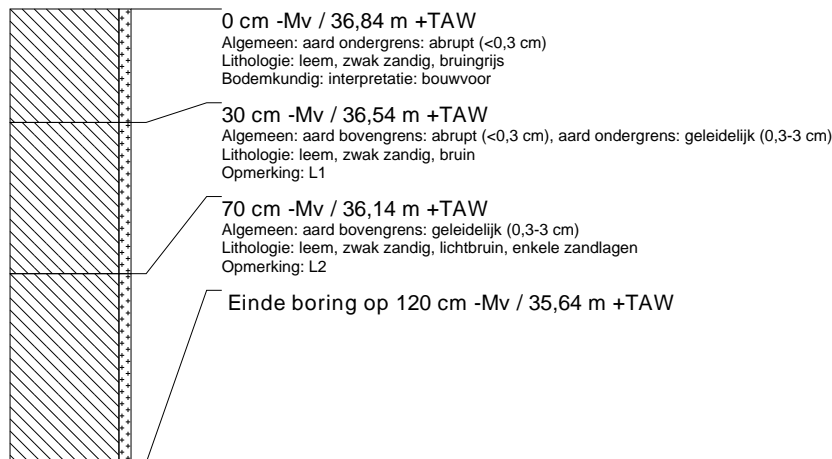 0 cm -Mv / 36,84 m +TAW
Algemeen: aard ondergrens: abrupt (<0,3 cm)
Lithologie: leem, zwak zandig, bruingrijs
Bodemkundig: interpretatie: bouwvoor
30 cm -Mv / 36,54 m +TAW
Algemeen: aard bovengrens: abrupt (<0,3 cm), aard ondergrens: geleidelijk (0,3-3 cm)
Lithologie: leem, zwak zandig, bruin
Opmerking: L1
70 cm -Mv / 36,14 m +TAW
Algemeen: aard bovengrens: geleidelijk (0,3-3 cm)
Lithologie: leem, zwak zandig, lichtbruin, enkele zandlagen
Opmerking: L2
Einde boring op 120 cm -Mv / 35,64 m +TAW